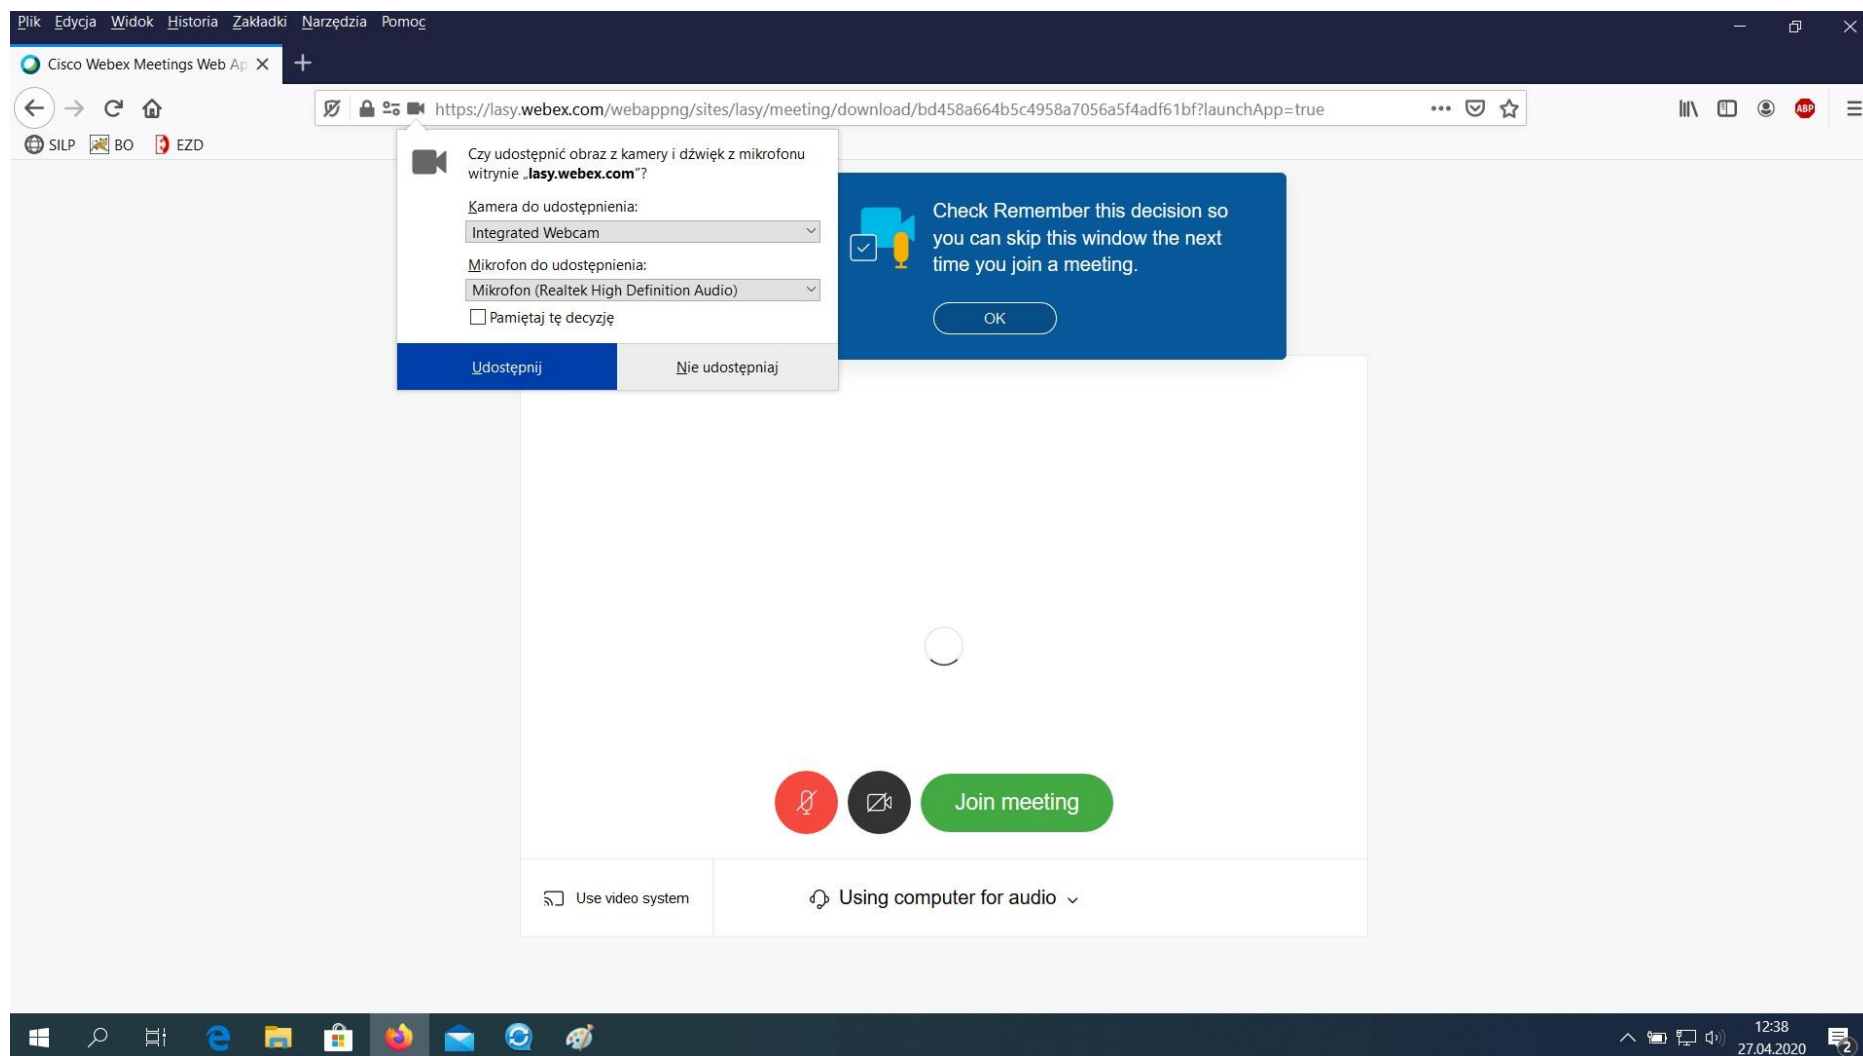 Plik Edycja Widok Historia Zakładki Narzędzia Pomoc
Cisco Webex Meetings Web Ap
https://lasy.webex.com/webappng/sites/lasy/meeting/download/bd458a664b5c4958a7056a5f4adf61bf?launchApp=true
ABP
SILP BO EZD
Czy udostępnić obraz z kamery i dźwięk z mikrofonu
witrynie „lasy.webex.com”?
Kamera do udostępnienia:
Integrated Webcam
Mikrofon do udostępnienia:
Mikrofon (Realtek High Definition Audio)
Pamiętaj tę decyzję
Udostępnij Nie udostępniaj
Check Remember this decision so
you can skip this window the next
time you join a meeting.
OK
Join meeting
Use video system
Using computer for audio
12:38
27.04.2020
2